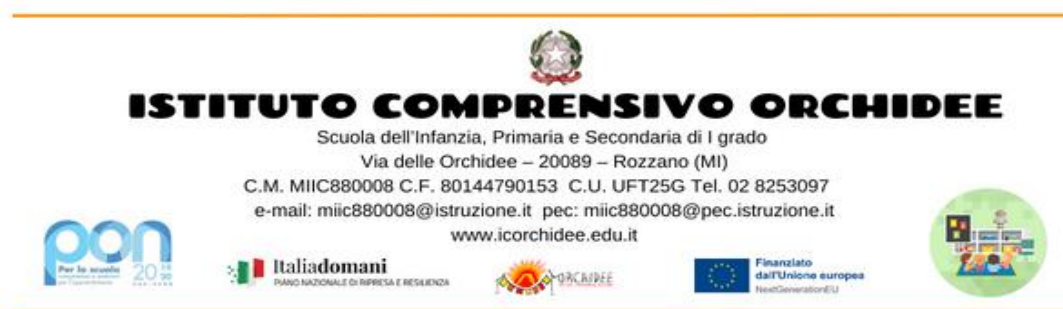 ISTITUTO COMPRENSIVO ORCHIDEE
Scuola dell'Infanzia, Primaria e Secondaria di I grado
Via delle Orchidee – 20089 – Rozzano (MI)
C.M. MIIC880008 C.F. 80144790153 C.U. UFT25G Tel. 02 8253097
e-mail: miic880008@istruzione.it pec: miic880008@pec.istruzione.it
www.icorchidee.edu.it
pon
Per la scuola
20
Italiadomani
PIANO NAZIONALE DI RIPRESA E RESILIENZA
ORCHIDEE
Finanziato
dall'Unione europea
NextGenerationEU